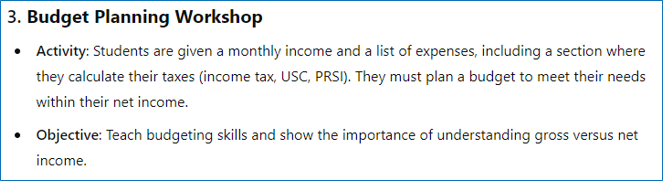 3. Budget Planning Workshop
• Activity: Students are given a monthly income and a list of expenses, including a section where
they calculate their taxes (income tax, USC, PRSI). They must plan a budget to meet their needs
within their net income.
• Objective: Teach budgeting skills and show the importance of understanding gross versus net
income.